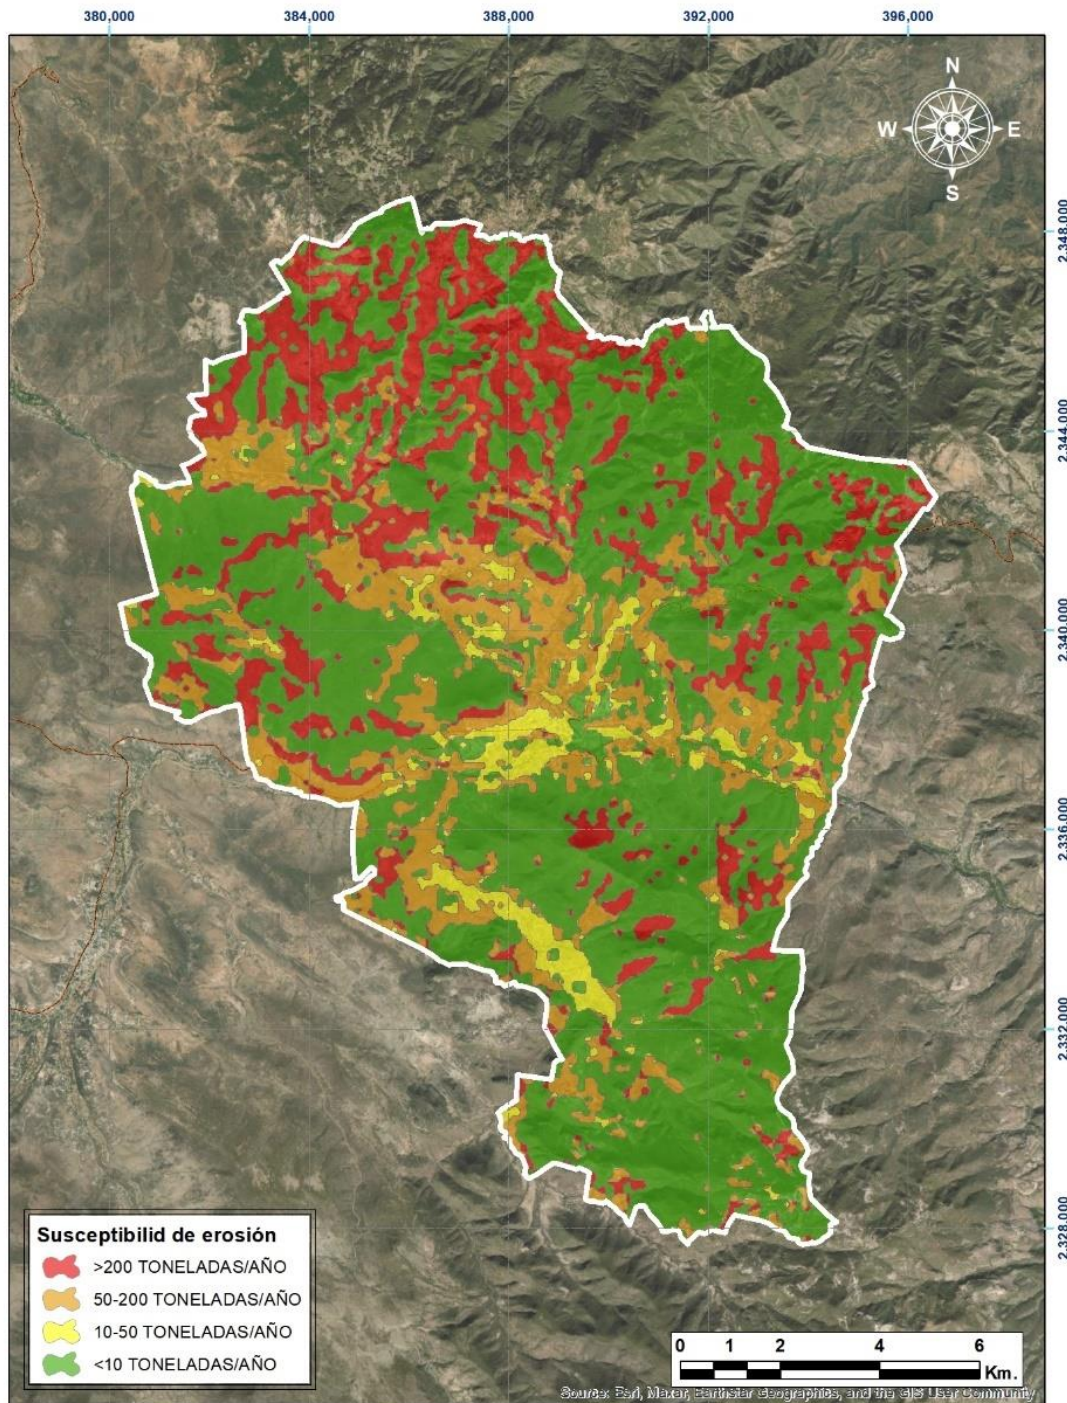 380,000 384,000 388,000 392,000 396,000
N
W E
S
2.348.000
2.344.000
2.340.000
2.336.000
2.332.000
2.328.000
Susceptibilid de erosión
>200 TONELADAS/AÑO
50-200 TONELADAS/AÑO
10-50 TONELADAS/AÑO
<10 TONELADAS/AÑO
0 1 2 4 6
Km.
Source: Esri, Maxar, Earthstar Geographics, and the GIS User Community